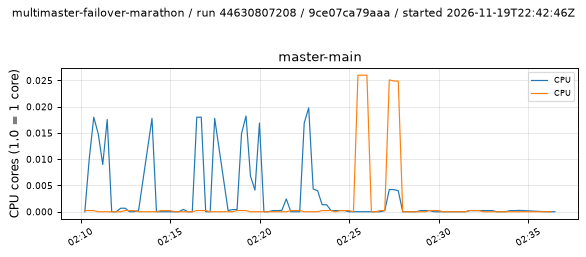 multimaster-failover-marathon / run 44630807208 / 9ce07ca79aaa / started 2026-11-19T22:42:46Z
master-main
CPU cores (1.0 = 1 core)
0.025
0.020
0.015
0.010
0.005
0.000
CPU
CPU
02:10
02:15
02:20
02:25
02:30
02:35